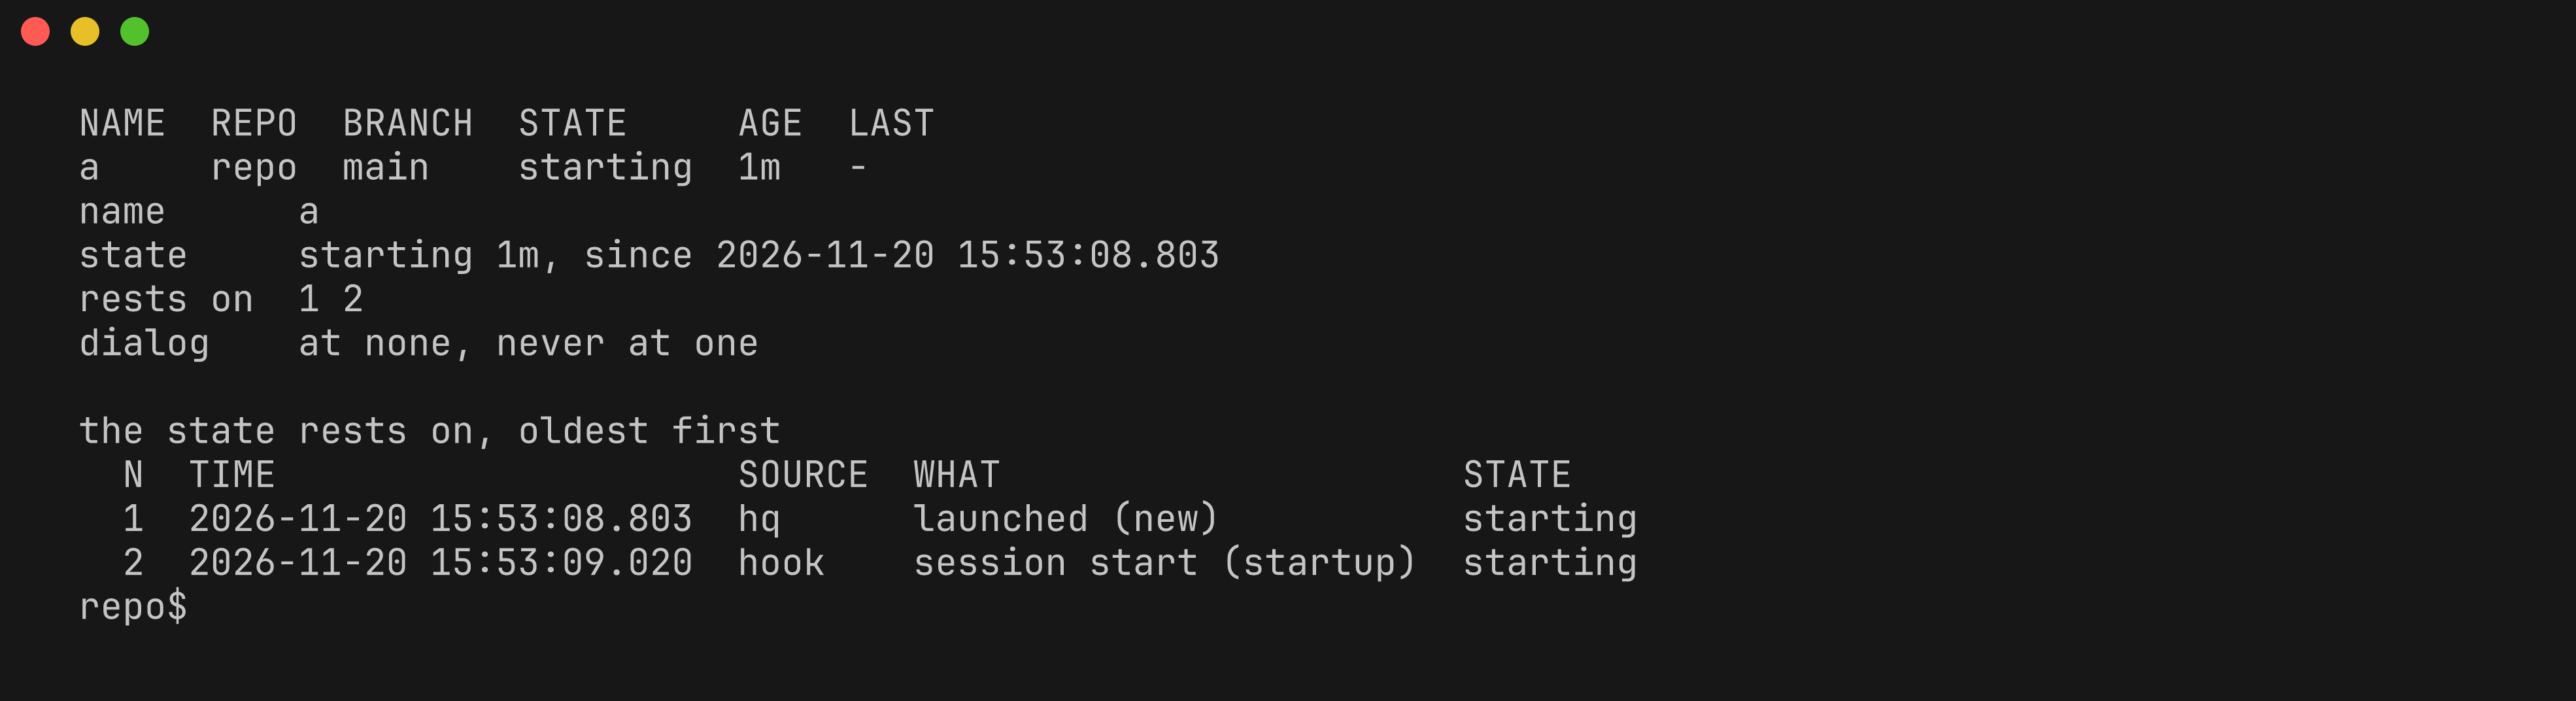 NAME  REPO  BRANCH  STATE     AGE  LAST
a     repo  main    starting  1m   -
name      a
state     starting 1m, since 2026-11-20 15:53:08.803
rests on  1 2
dialog    at none, never at one

the state rests on, oldest first
  N  TIME                     SOURCE  WHAT                     STATE
  1  2026-11-20 15:53:08.803  hq      launched (new)           starting
  2  2026-11-20 15:53:09.020  hook    session start (startup)  starting
repo$